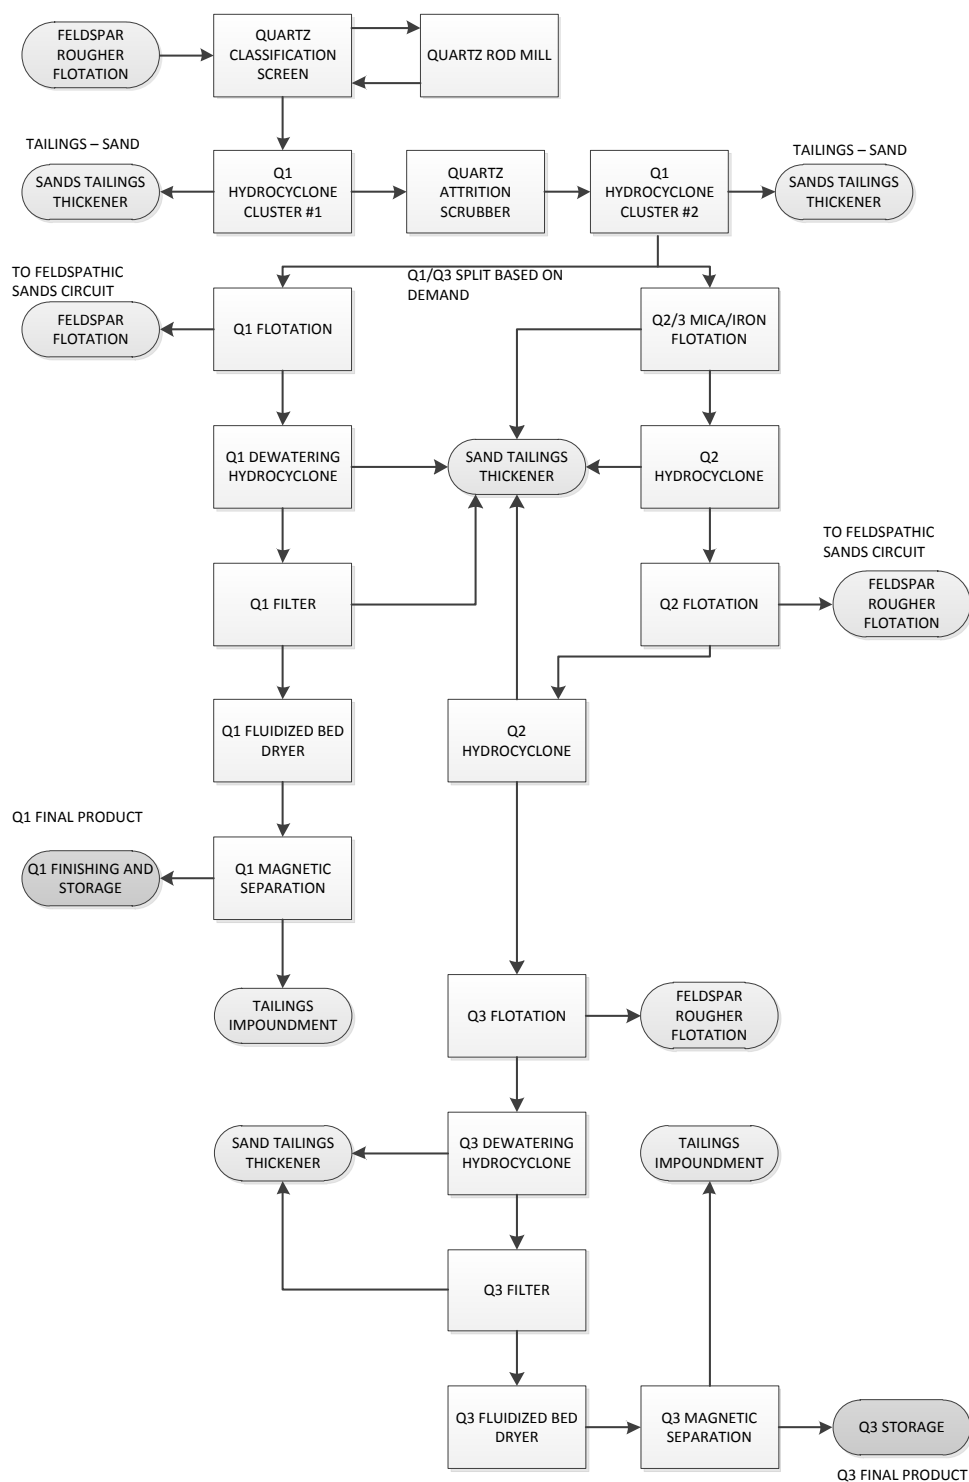 FELDSPAR
ROUGHER
FLOTATION
QUARTZ
CLASSIFICATION
SCREEN
QUARTZ ROD MILL
TAILINGS – SAND
SANDS TAILINGS
THICKENER
Q1
HYDROCYCLONE
CLUSTER #1
QUARTZ
ATTRITION
SCRUBBER
Q1
HYDROCYCLONE
CLUSTER #2
TAILINGS – SAND
SANDS TAILINGS
THICKENER
TO FELDSPATHIC
SANDS CIRCUIT
FELDSPAR
FLOTATION
Q1 FLOTATION
Q1/Q3 SPLIT BASED ON
DEMAND
Q2/3 MICA/IRON
FLOTATION
Q1 DEWATERING
HYDROCYCLONE
SAND TAILINGS
THICKENER
Q2
HYDROCYCLONE
TO FELDSPATHIC
SANDS CIRCUIT
Q1 FILTER
Q2 FLOTATION
FELDSPAR
ROUGHER
FLOTATION
Q1 FLUIDIZED BED
DRYER
Q2
HYDROCYCLONE
Q1 FINAL PRODUCT
Q1 FINISHING AND
STORAGE
Q1 MAGNETIC
SEPARATION
TAILINGS
IMPOUNDMENT
Q3 FLOTATION
FELDSPAR
ROUGHER
FLOTATION
SAND TAILINGS
THICKENER
Q3 DEWATERING
HYDROCYCLONE
TAILINGS
IMPOUNDMENT
Q3 FILTER
Q3 FLUIDIZED BED
DRYER
Q3 MAGNETIC
SEPARATION
Q3 STORAGE
Q3 FINAL PRODUCT